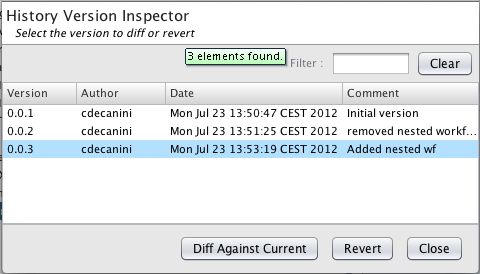 History Version Inspector
Select the version to diff or revert
3 elements found.
Filter :
Clear
Version Author Date Comment
0.0.1 cdecanini Mon Jul 23 13:50:47 CEST 2012 Initial version
0.0.2 cdecanini Mon Jul 23 13:51:25 CEST 2012 removed nested workf...
0.0.3 cdecanini Mon Jul 23 13:53:19 CEST 2012 Added nested wf
Diff Against Current Revert Close